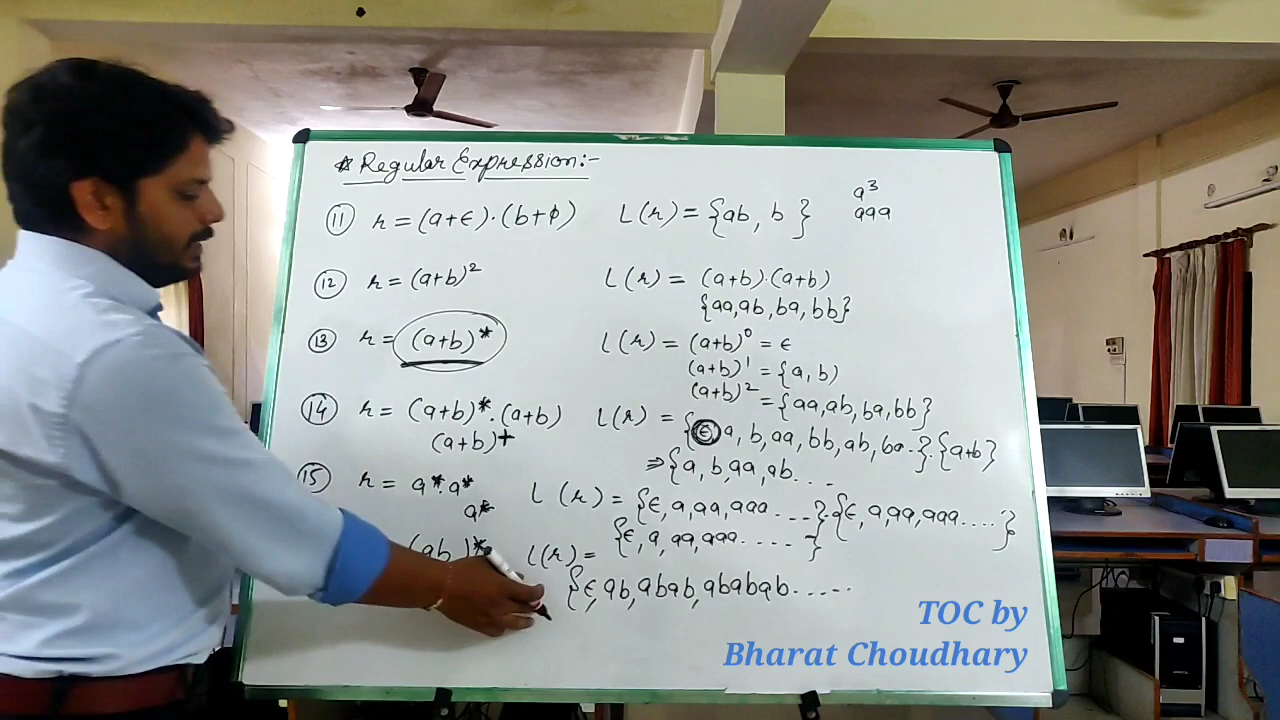 * Regular Expression:-
a³
aaa
⑪ r = (a+ϵ).(b+ϕ) L(r) = {ab, b }
⑫ r = (a+b)² L(r) = (a+b).(a+b)
{aa,ab, ba, bb}
⑬ r = (a+b)* L(r) = (a+b)⁰ = ϵ
(a+b)¹ = {a, b)
(a+b)² = {aa,ab,ba,bb}
⑭ r = (a+b)*.(a+b) L(r) = {ϵ, a, b, aa, bb, ab, ba..}.{a+b}
(a+b)⁺
⇒ {a, b, aa, ab. . . -
⑮ r = a*.a* L(r) = {ϵ, a, aa, aaa ....}.{ϵ, a, aa, aaa.....}
a*
{ϵ, a, aa, aaa. . . . . }
(ab)* L(r) =
{ϵ, ab, abab, ababab. . . . . .
TOC by
Bharat Choudhary